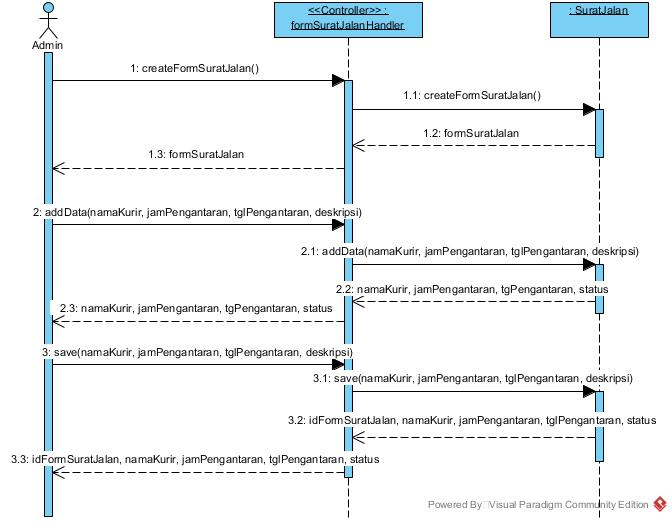 <<Controller>> :
formSuratJalanHandler
: SuratJalan
Admin
1: createFormSuratJalan()
1.1: createFormSuratJalan()
1.2: formSuratJalan
1.3: formSuratJalan
2: addData(namaKurir, jamPengantaran, tglPengantaran, deskripsi)
2.1: addData(namaKurir, jamPengantaran, tglPengantaran, deskripsi)
2.2: namaKurir, jamPengantaran, tgPengantaran, status
2.3: namaKurir, jamPengantaran, tgPengantaran, status
3: save(namaKurir, jamPengantaran, tglPengantaran, deskripsi)
3.1: save(namaKurir, jamPengantaran, tglPengantaran, deskripsi)
3.2: idFormSuratJalan, namaKurir, jamPengantaran, tglPengantaran, status
3.3: idFormSuratJalan, namaKurir, jamPengantaran, tglPengantaran, status
Powered By Visual Paradigm Community Edition